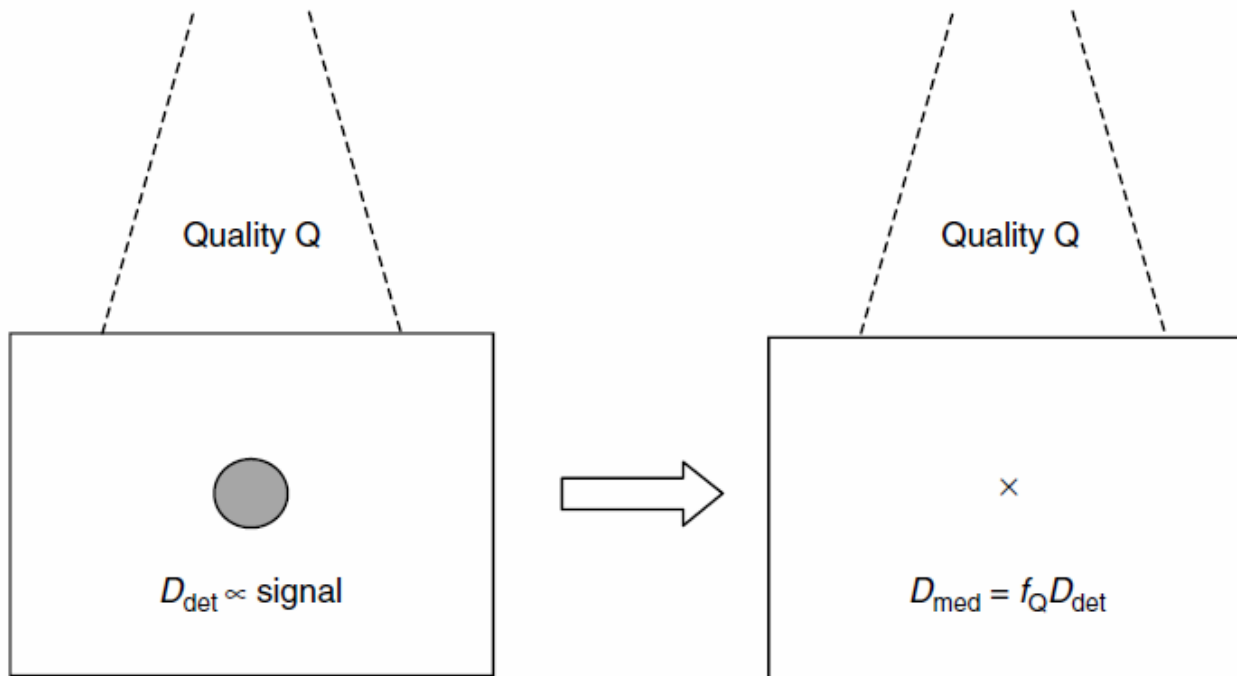 Quality Q
Quality Q
×
D_det ∝ signal
D_med = f_Q D_det